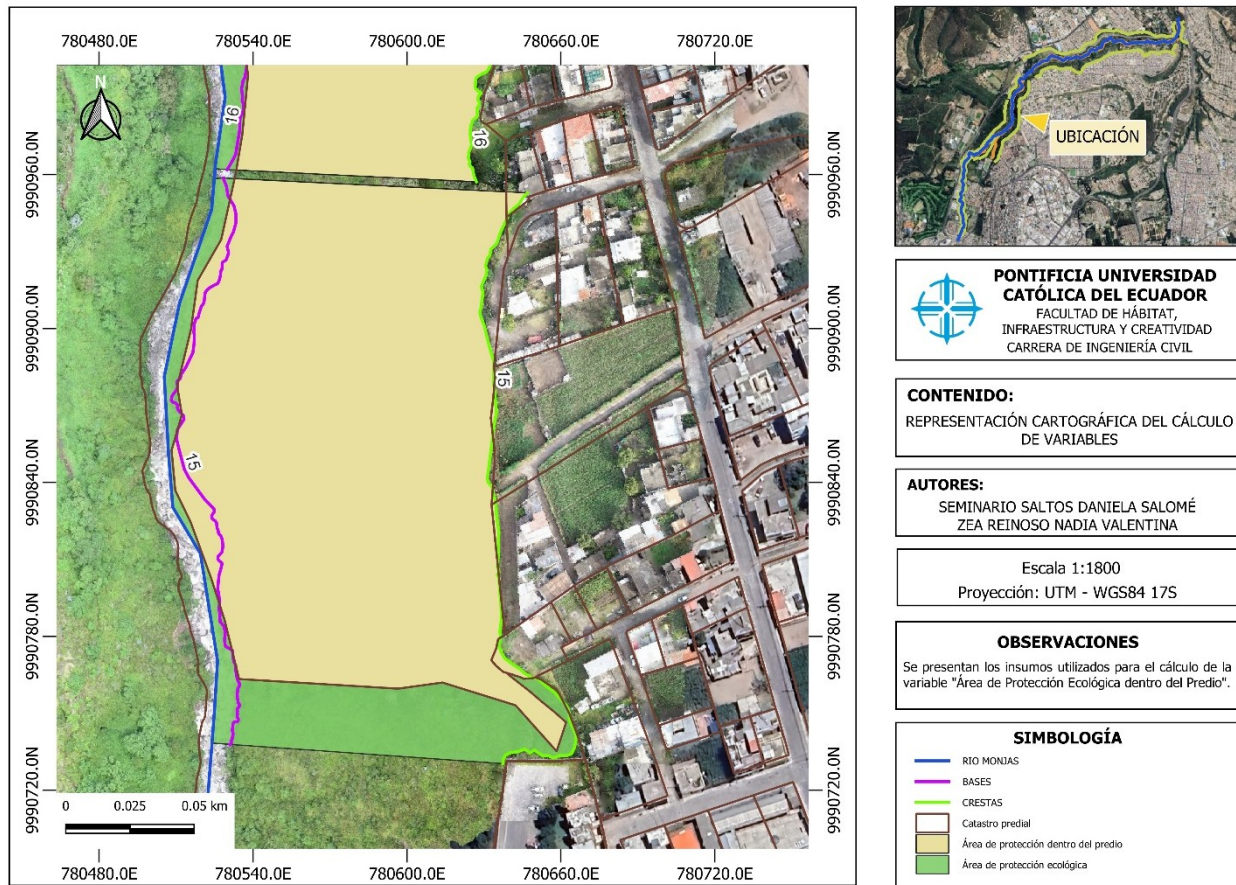 780480.0E 780540.0E 780600.0E 780660.0E 780720.0E
N
16
16
15
15
9990960.0N
9990900.0N
9990840.0N
9990780.0N
9990720.0N
9990960.0N
9990900.0N
9990840.0N
9990780.0N
9990720.0N
0 0.025 0.05 km
780480.0E 780540.0E 780600.0E 780660.0E 780720.0E
UBICACIÓN
PONTIFICIA UNIVERSIDAD
CATÓLICA DEL ECUADOR
FACULTAD DE HÁBITAT,
INFRAESTRUCTURA Y CREATIVIDAD
CARRERA DE INGENIERÍA CIVIL
CONTENIDO:
REPRESENTACIÓN CARTOGRÁFICA DEL CÁLCULO
DE VARIABLES
AUTORES:
SEMINARIO SALTOS DANIELA SALOMÉ
ZEA REINOSO NADIA VALENTINA
Escala 1:1800
Proyección: UTM - WGS84 17S
OBSERVACIONES
Se presentan los insumos utilizados para el cálculo de la
variable "Área de Protección Ecológica dentro del Predio".
SIMBOLOGÍA
RIO MONJAS
BASES
CRESTAS
Catastro predial
Área de protección dentro del predio
Área de protección ecológica